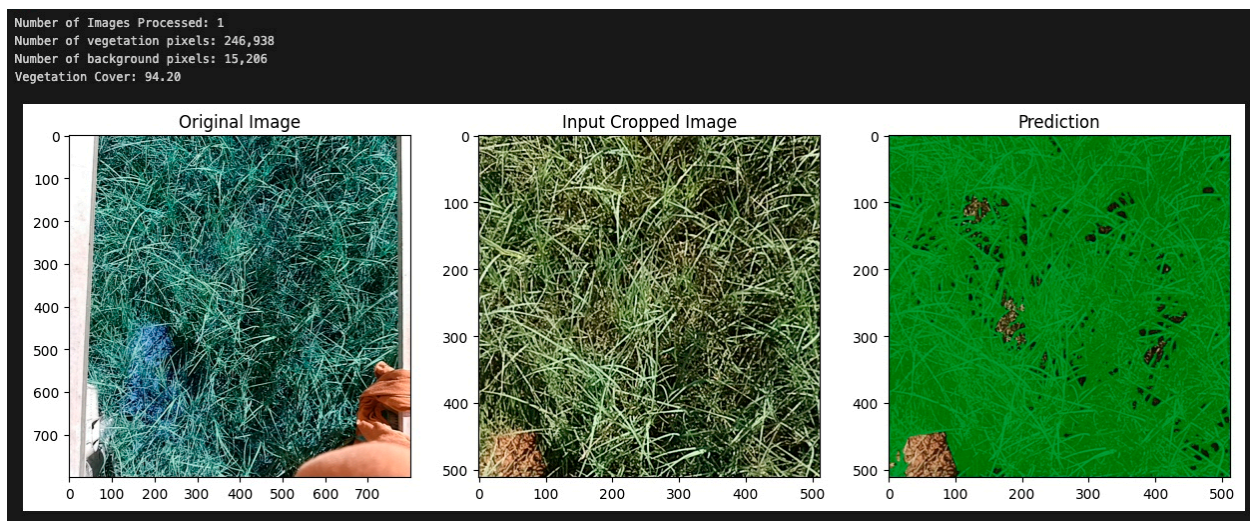 Number of Images Processed: 1
Number of vegetation pixels: 246,938
Number of background pixels: 15,206
Vegetation Cover: 94.20
Original Image
0
100
200
300
400
500
600
700
0 100 200 300 400 500 600 700
Input Cropped Image
0
100
200
300
400
500
0 100 200 300 400 500
Prediction
0
100
200
300
400
500
0 100 200 300 400 500